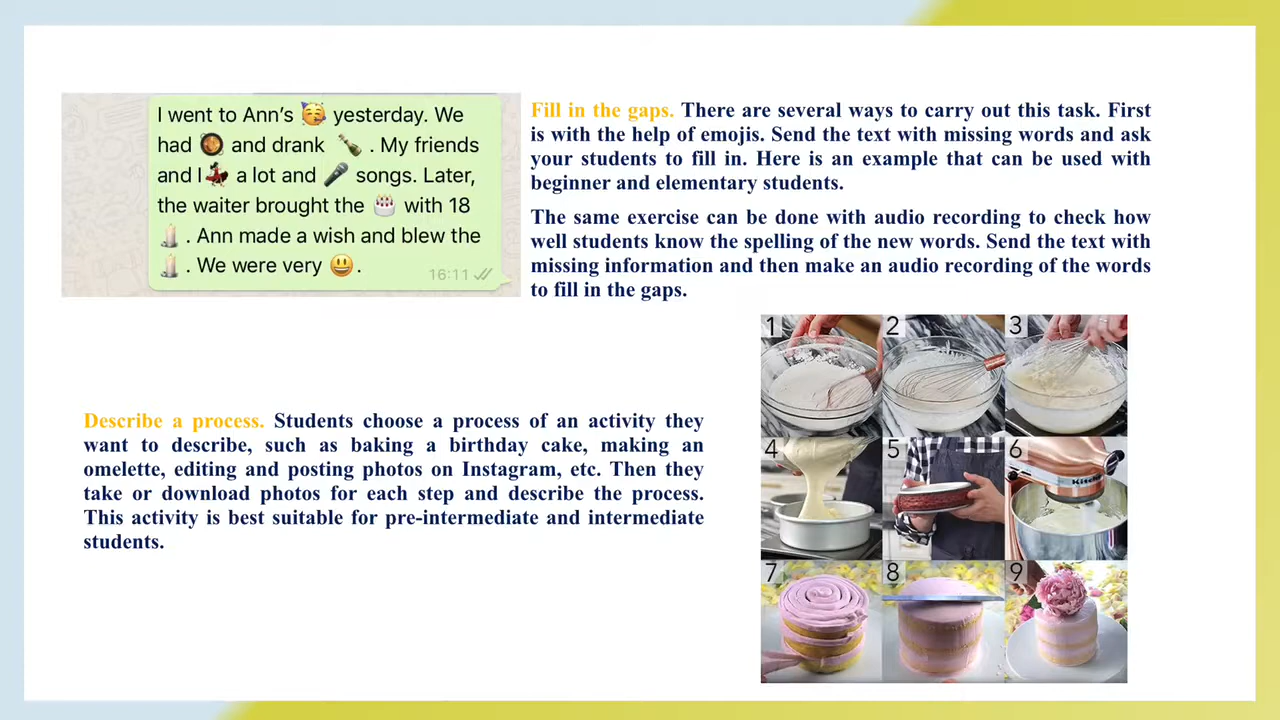 I went to Ann's 🥳 yesterday. We
had 🥘 and drank 🍾 . My friends
and I💃 a lot and 🎤 songs. Later,
the waiter brought the 🎂 with 18
🕯️ . Ann made a wish and blew the
🕯️ . We were very 😃 .
16:11
Fill in the gaps. There are several ways to carry out this task. First
is with the help of emojis. Send the text with missing words and ask
your students to fill in. Here is an example that can be used with
beginner and elementary students.
The same exercise can be done with audio recording to check how
well students know the spelling of the new words. Send the text with
missing information and then make an audio recording of the words
to fill in the gaps.
Describe a process. Students choose a process of an activity they
want to describe, such as baking a birthday cake, making an
omelette, editing and posting photos on Instagram, etc. Then they
take or download photos for each step and describe the process.
This activity is best suitable for pre-intermediate and intermediate
students.
1 2 3
4 5 6
7 8 9